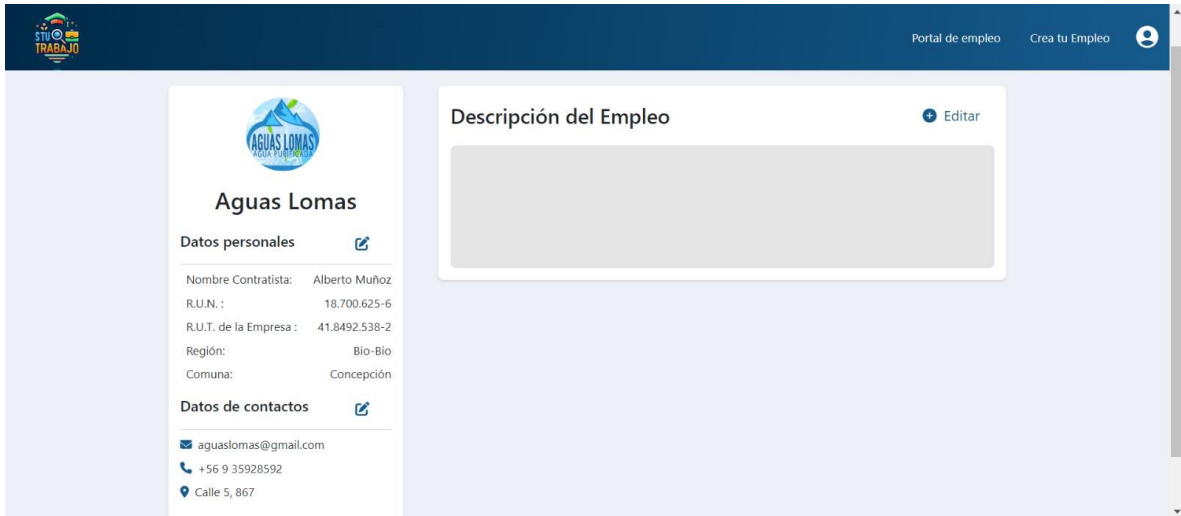 STU
TRABAJO
Portal de empleo
Crea tu Empleo
AGUAS LOMAS
AGUA PURIFICADA
Aguas Lomas
Datos personales
Nombre Contratista: Alberto Muñoz
R.U.N. : 18.700.625-6
R.U.T. de la Empresa : 41.8492.538-2
Región: Bio-Bio
Comuna: Concepción
Datos de contactos
aguaslomas@gmail.com
+56 9 35928592
Calle 5, 867
Descripción del Empleo
Editar